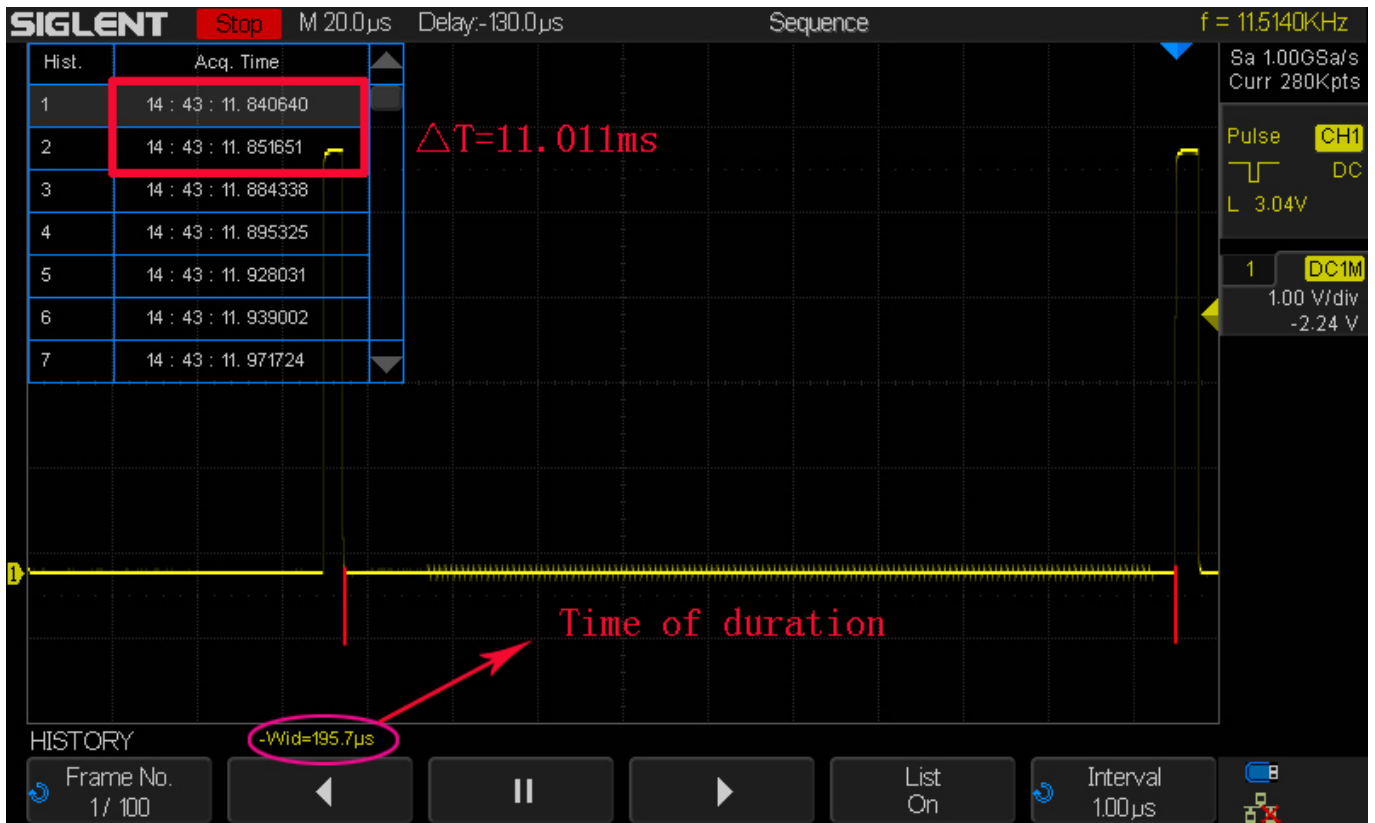 SIGLENT Stop M 20.0µs Delay:-130.0µs Sequence f = 11.5140KHz
Sa 1.00GSa/s
Curr 280Kpts
Hist. Acq. Time
1 14 : 43 : 11. 840640
2 14 : 43 : 11. 851651
3 14 : 43 : 11. 884338
4 14 : 43 : 11. 895325
5 14 : 43 : 11. 928031
6 14 : 43 : 11. 939002
7 14 : 43 : 11. 971724
△T=11.011ms
Pulse CH1
DC
L 3.04V
1 DC1M
1.00 V/div
-2.24 V
1
Time of duration
HISTORY -Wid=195.7µs
Frame No.
1/ 100
List
On
Interval
1.00µs